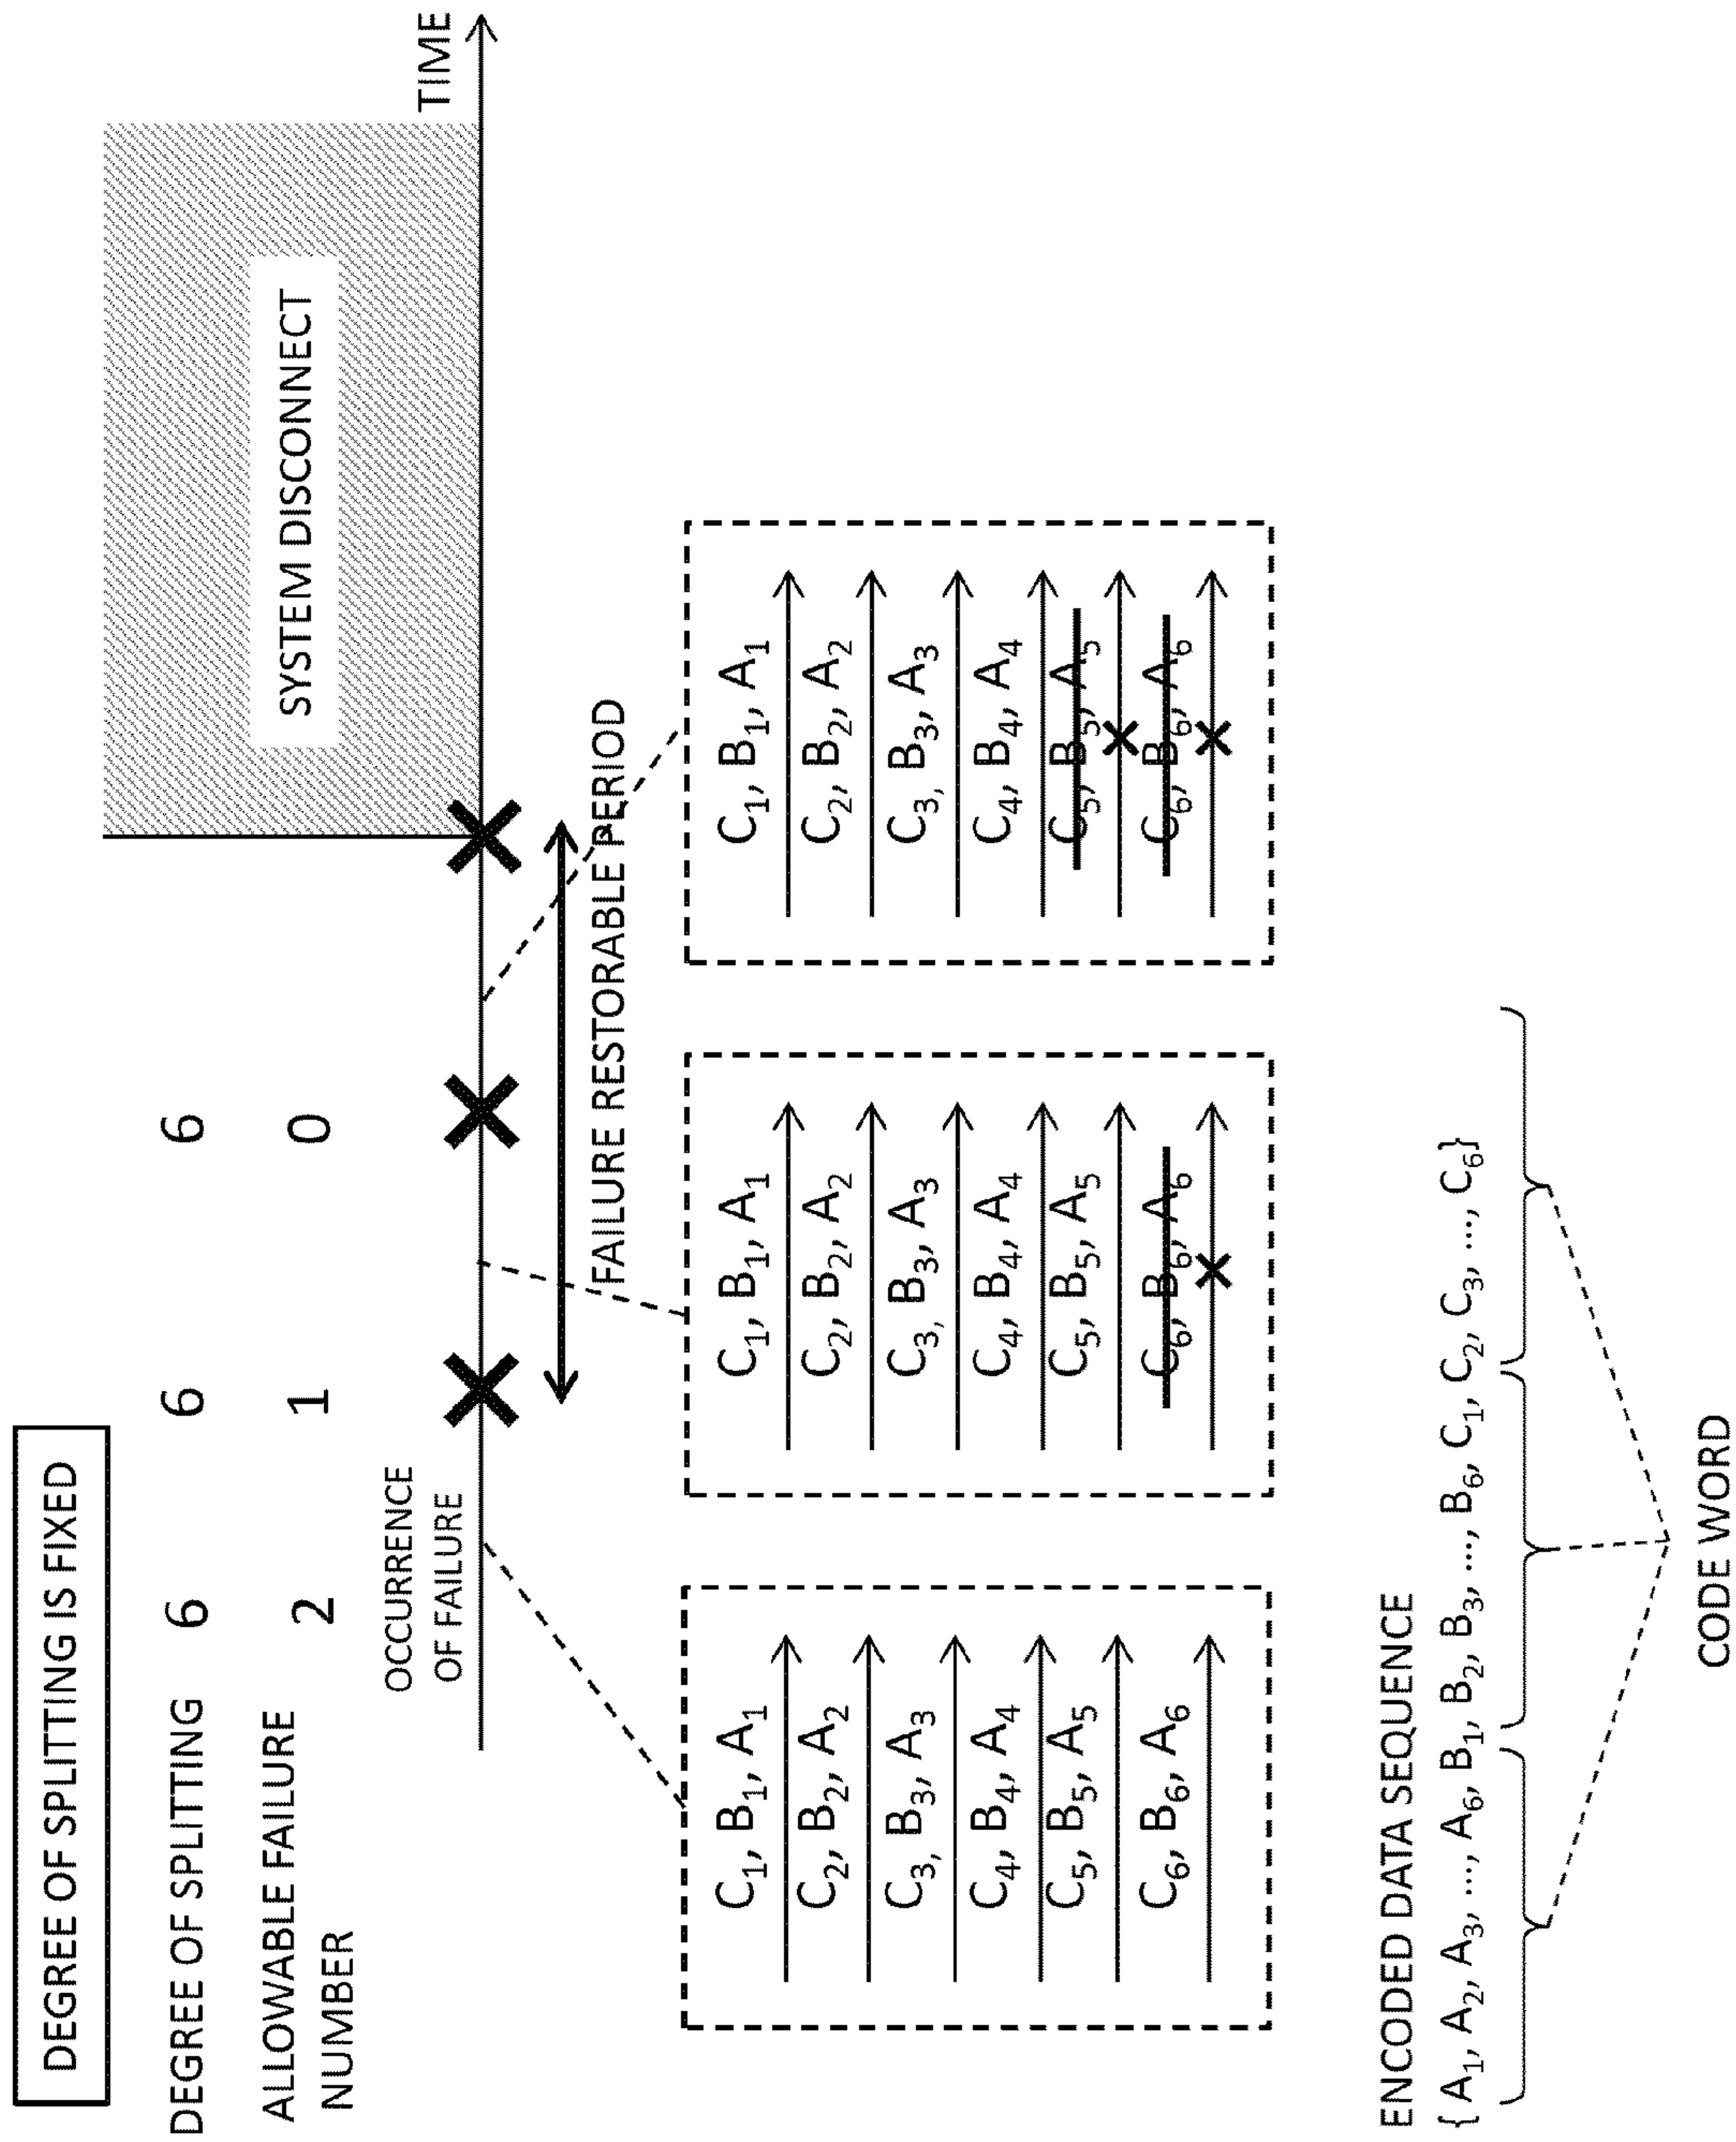 DEGREE OF SPLITTING IS FIXED
DEGREE OF SPLITTING 6 6 6
ALLOWABLE FAILURE NUMBER 2 1 0
OCCURRENCE
OF FAILURE
SYSTEM DISCONNECT
TIME
FAILURE RESTORABLE PERIOD
C₁, B₁, A₁
C₂, B₂, A₂
C₃, B₃, A₃
C₄, B₄, A₄
C₅, B₅, A₅
C₆, B₆, A₆
C₁, B₁, A₁
C₂, B₂, A₂
C₃, B₃, A₃
C₄, B₄, A₄
C₅, B₅, A₅
C₆, B₆, A₆
C₁, B₁, A₁
C₂, B₂, A₂
C₃, B₃, A₃
C₄, B₄, A₄
C₅, B₅, A₅
C₆, B₆, A₆
ENCODED DATA SEQUENCE
{ A₁, A₂, A₃, ..., A₆, B₁, B₂, B₃, ..., B₆, C₁, C₂, C₃, ..., C₆}
CODE WORD